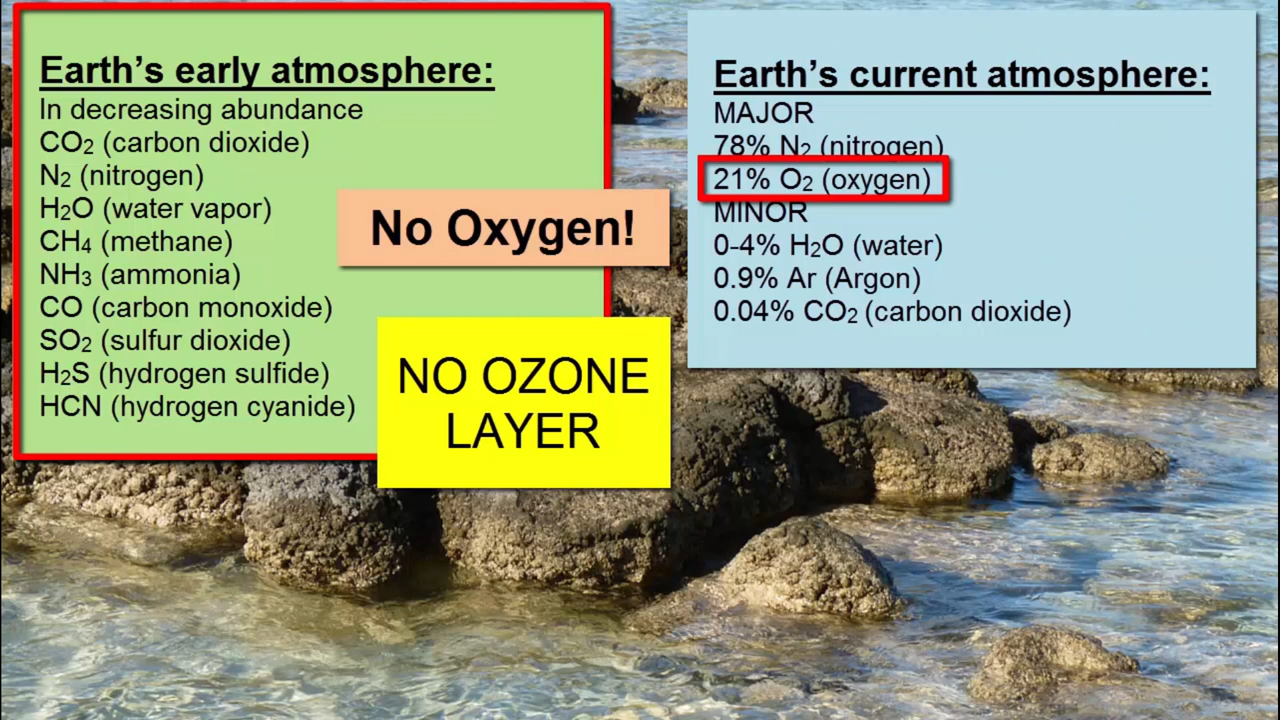 Earth's early atmosphere:
In decreasing abundance
CO₂ (carbon dioxide)
N₂ (nitrogen)
H₂O (water vapor)
CH₄ (methane)
NH₃ (ammonia)
CO (carbon monoxide)
SO₂ (sulfur dioxide)
H₂S (hydrogen sulfide)
HCN (hydrogen cyanide)
No Oxygen!
NO OZONE
LAYER
Earth's current atmosphere:
MAJOR
78% N₂ (nitrogen)
21% O₂ (oxygen)
MINOR
0-4% H₂O (water)
0.9% Ar (Argon)
0.04% CO₂ (carbon dioxide)